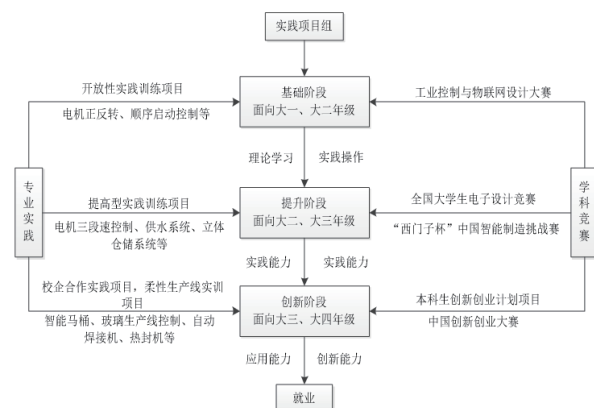 实践项目组
开放性实践训练项目
电机正反转、顺序启动控制等
基础阶段
面向大一、大二年级
工业控制与物联网设计大赛
理论学习 实践操作
专业实践
提高型实践训练项目
电机三段速控制、供水系统、立体
仓储系统等
提升阶段
面向大二、大三年级
全国大学生电子设计竞赛
“西门子杯”中国智能制造挑战赛
学科竞赛
实践能力 实践能力
校企合作实践项目，柔性生产线实训
项目
智能马桶、玻璃生产线控制、自动
焊接机、热封机等
创新阶段
面向大三、大四年级
本科生创新创业计划项目
中国创新创业大赛
应用能力 创新能力
就业